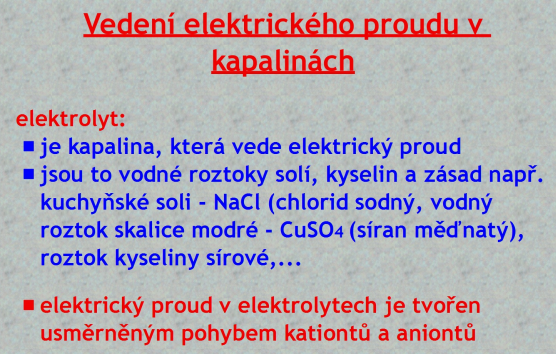 Vedení elektrického proudu v
kapalinách
elektrolyt:
■ je kapalina, která vede elektrický proud
■ jsou to vodné roztoky solí, kyselin a zásad např.
kuchyňské soli - NaCl (chlorid sodný, vodný
roztok skalice modré - CuSO₄ (síran měďnatý),
roztok kyseliny sírové,...
■ elektrický proud v elektrolytech je tvořen
usměrněným pohybem kationtů a aniontů